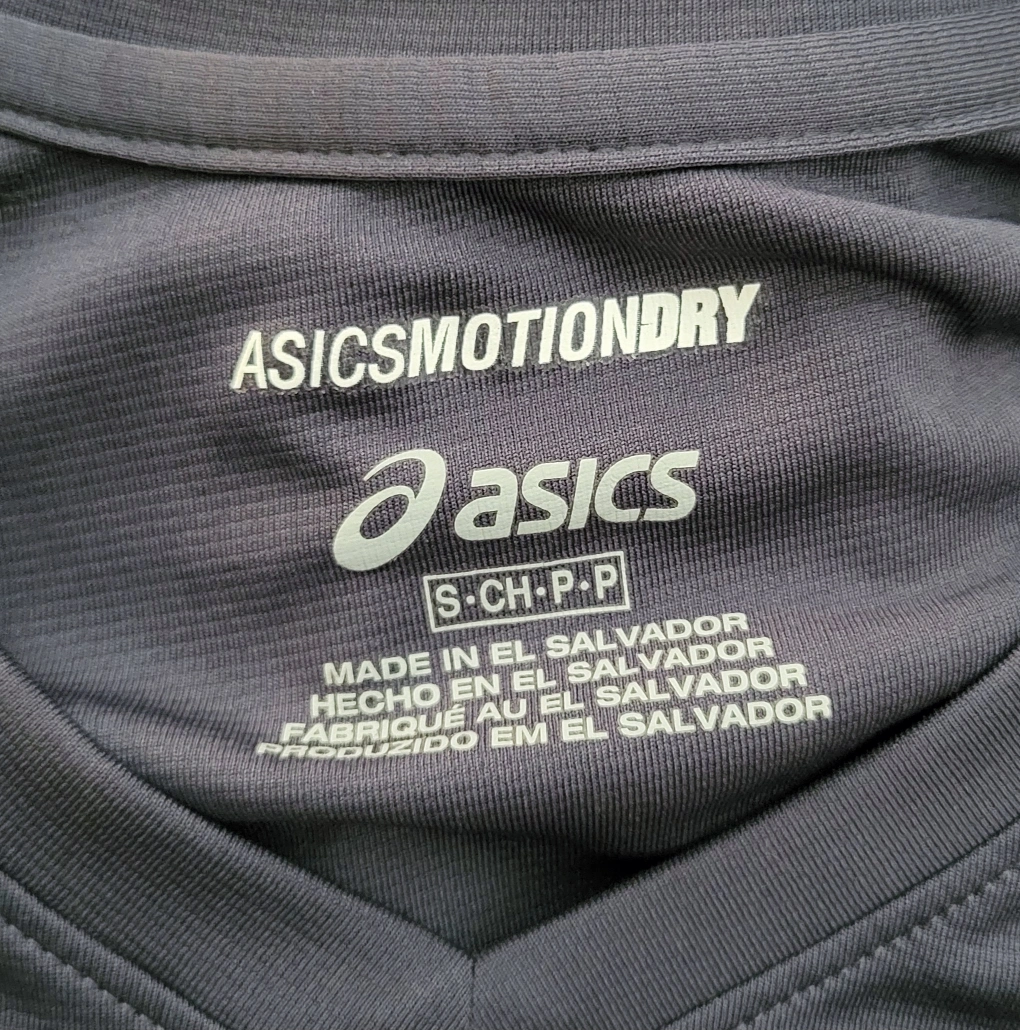 ASICSMOTIONDRY
asics
S·CH·P·P
MADE IN EL SALVADOR
HECHO EN EL SALVADOR
FABRIQUÉ AU EL SALVADOR
PRODUZIDO EM EL SALVADOR